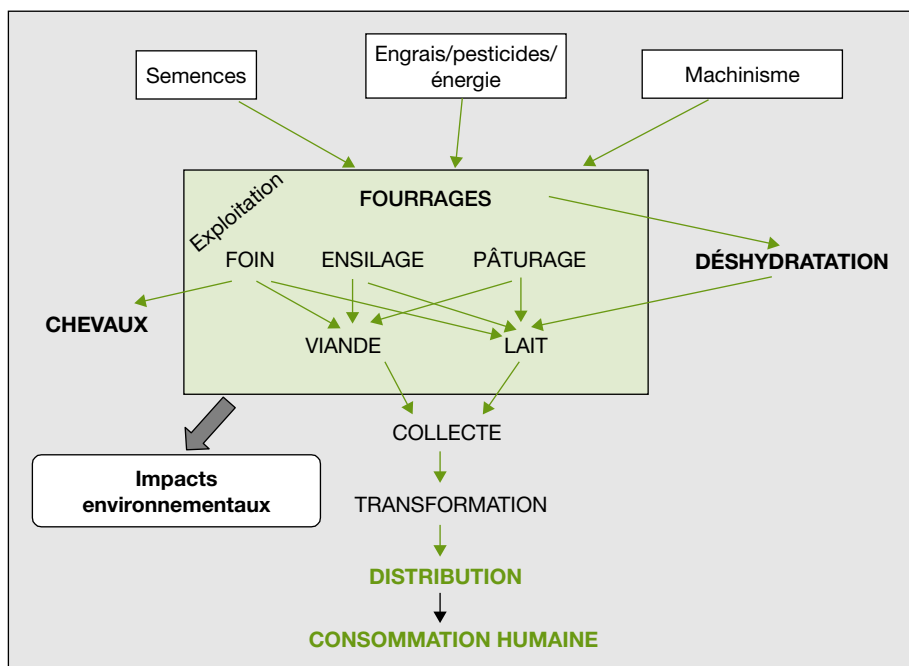 Semences
Engrais/pesticides/
énergie
Machinisme
Exploitation
FOURRAGES
FOIN
ENSILAGE
PÂTURAGE
DÉSHYDRATATION
CHEVAUX
VIANDE
LAIT
COLLECTE
Impacts
environnementaux
TRANSFORMATION
DISTRIBUTION
CONSOMMATION HUMAINE